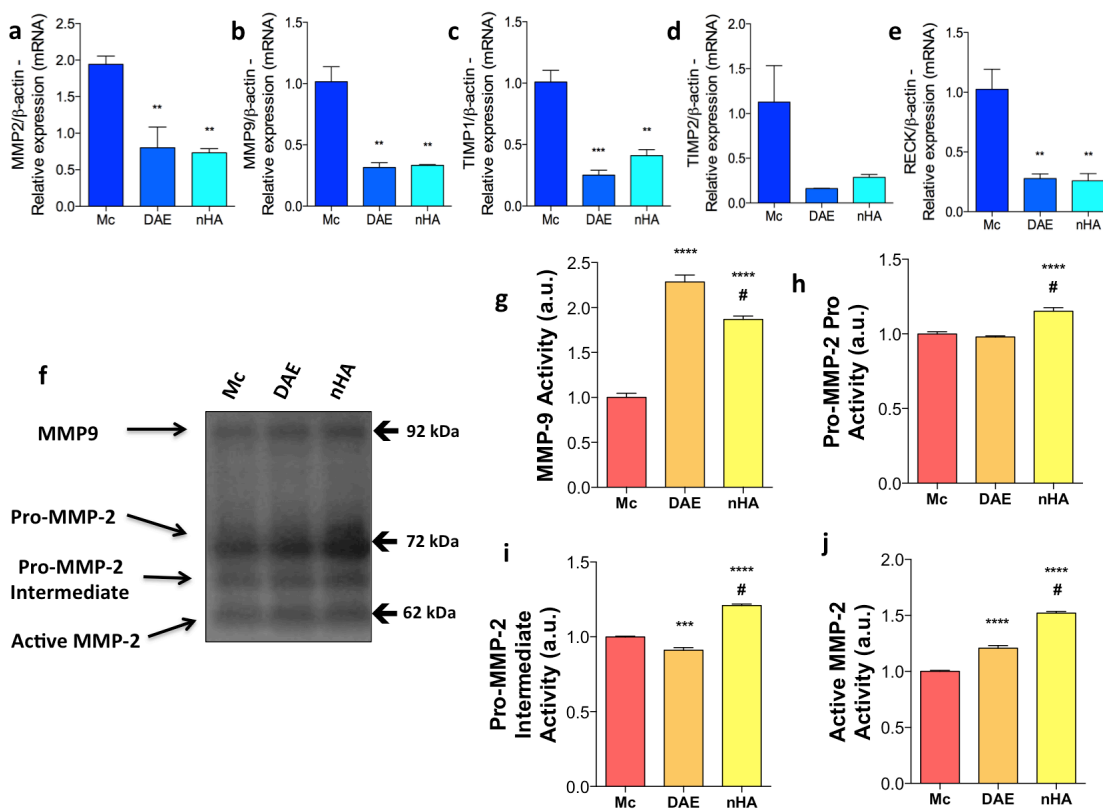 a
MMP2/β-actin -
Relative expression (mRNA)
2.5
2.0
1.5
1.0
0.5
0.0
**
**
Mc
DAE
nHA
b
MMP9/β-actin -
Relative expression (mRNA)
1.5
1.0
0.5
0.0
**
**
Mc
DAE
nHA
c
TIMP1/β-actin -
Relative expression (mRNA)
1.5
1.0
0.5
0.0
***
**
Mc
DAE
nHA
d
TIMP2/β-actin -
Relative expression (mRNA)
2.0
1.5
1.0
0.5
0.0
Mc
DAE
nHA
e
RECK/β-actin -
Relative expression (mRNA)
1.5
1.0
0.5
0.0
**
**
Mc
DAE
nHA
f
Mc
DAE
nHA
MMP9
92 kDa
Pro-MMP-2
72 kDa
Pro-MMP-2
Intermediate
Active MMP-2
62 kDa
g
MMP-9 Activity (a.u.)
2.5
2.0
1.5
1.0
0.5
0.0
****
****
#
Mc
DAE
nHA
h
Pro-MMP-2 Pro
Activity (a.u.)
1.5
1.0
0.5
0.0
****
#
Mc
DAE
nHA
i
Pro-MMP-2
Intermediate
Activity (a.u.)
1.5
1.0
0.5
0.0
***
****
#
Mc
DAE
nHA
j
Active MMP-2
Activity (a.u.)
2.0
1.5
1.0
0.5
0.0
****
****
#
Mc
DAE
nHA